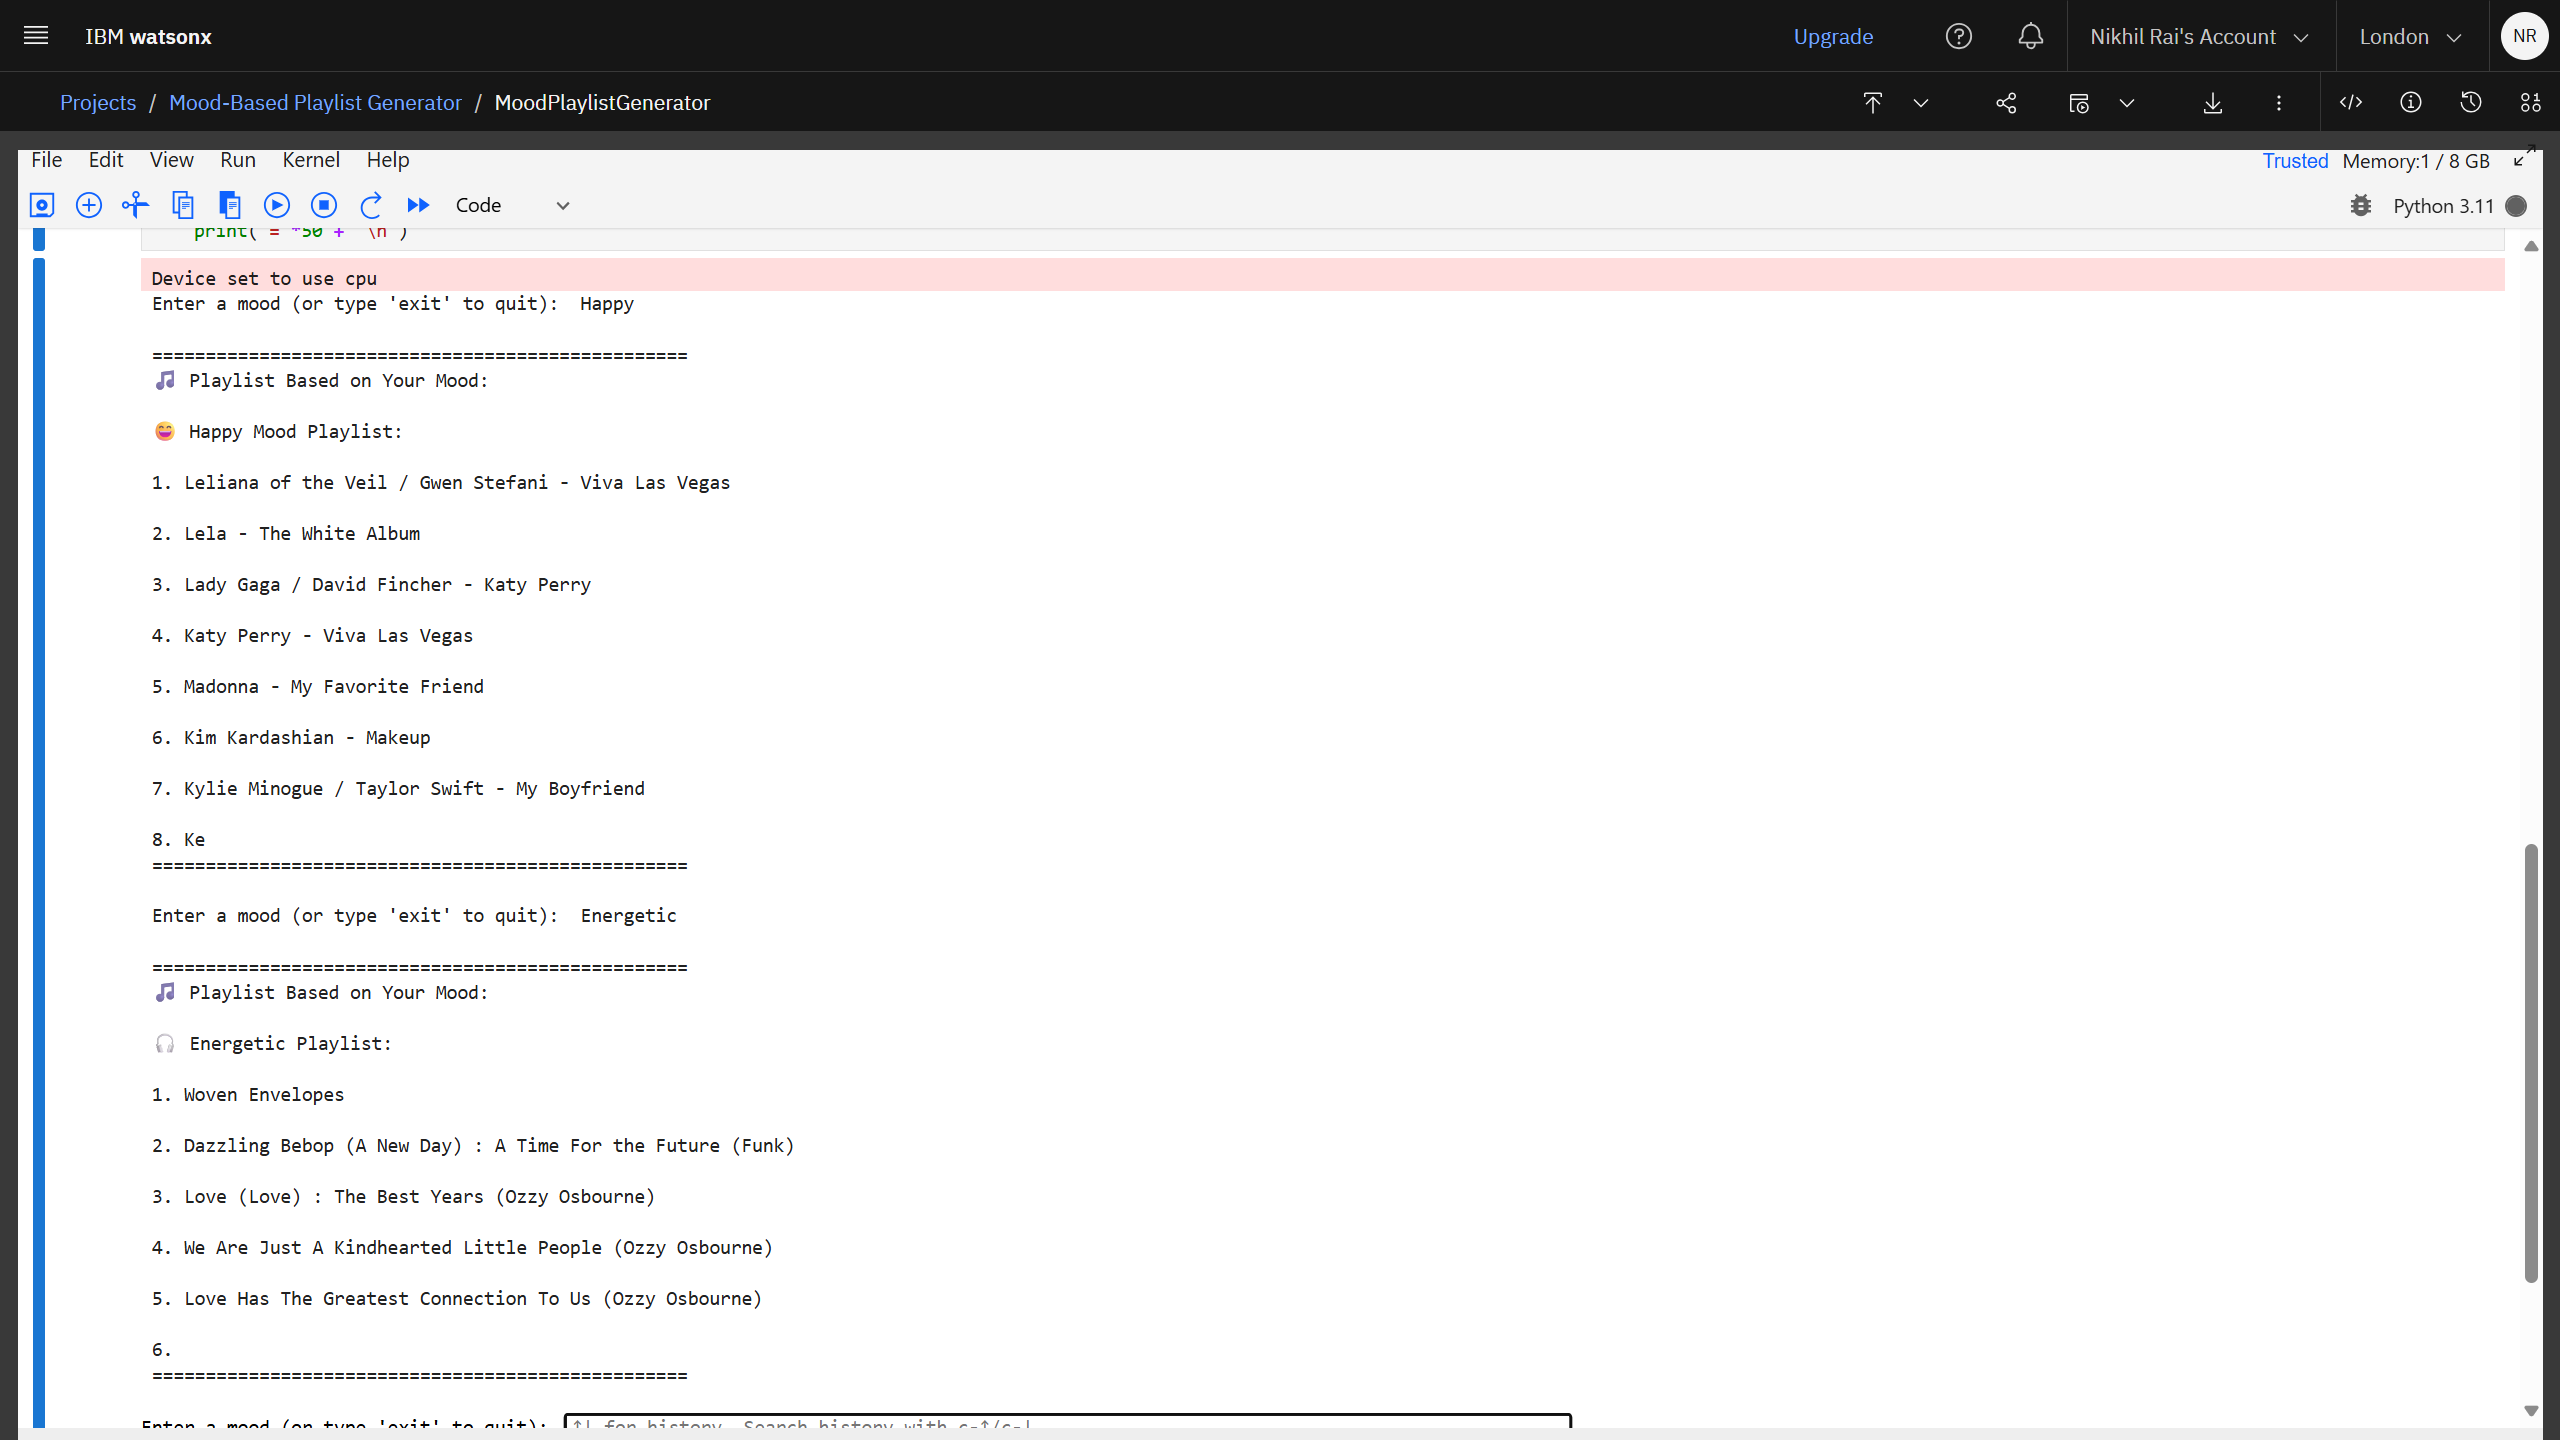 IBM watsonx
Upgrade
Nikhil Rai's Account
London
NR
Projects / Mood-Based Playlist Generator / MoodPlaylistGenerator
File Edit View Run Kernel Help
Trusted Memory:1 / 8 GB
Code
Python 3.11
print( = *50 + \n )
Device set to use cpu
Enter a mood (or type 'exit' to quit): Happy
==================================================
🎵 Playlist Based on Your Mood:
😄 Happy Mood Playlist:
1. Leliana of the Veil / Gwen Stefani - Viva Las Vegas
2. Lela - The White Album
3. Lady Gaga / David Fincher - Katy Perry
4. Katy Perry - Viva Las Vegas
5. Madonna - My Favorite Friend
6. Kim Kardashian - Makeup
7. Kylie Minogue / Taylor Swift - My Boyfriend
8. Ke
==================================================
Enter a mood (or type 'exit' to quit): Energetic
==================================================
🎵 Playlist Based on Your Mood:
🎧 Energetic Playlist:
1. Woven Envelopes
2. Dazzling Bebop (A New Day) : A Time For the Future (Funk)
3. Love (Love) : The Best Years (Ozzy Osbourne)
4. We Are Just A Kindhearted Little People (Ozzy Osbourne)
5. Love Has The Greatest Connection To Us (Ozzy Osbourne)
6.
==================================================
Enter a mood (or type 'exit' to quit): ↑↓ for history. Search history with c-↑/c-↓